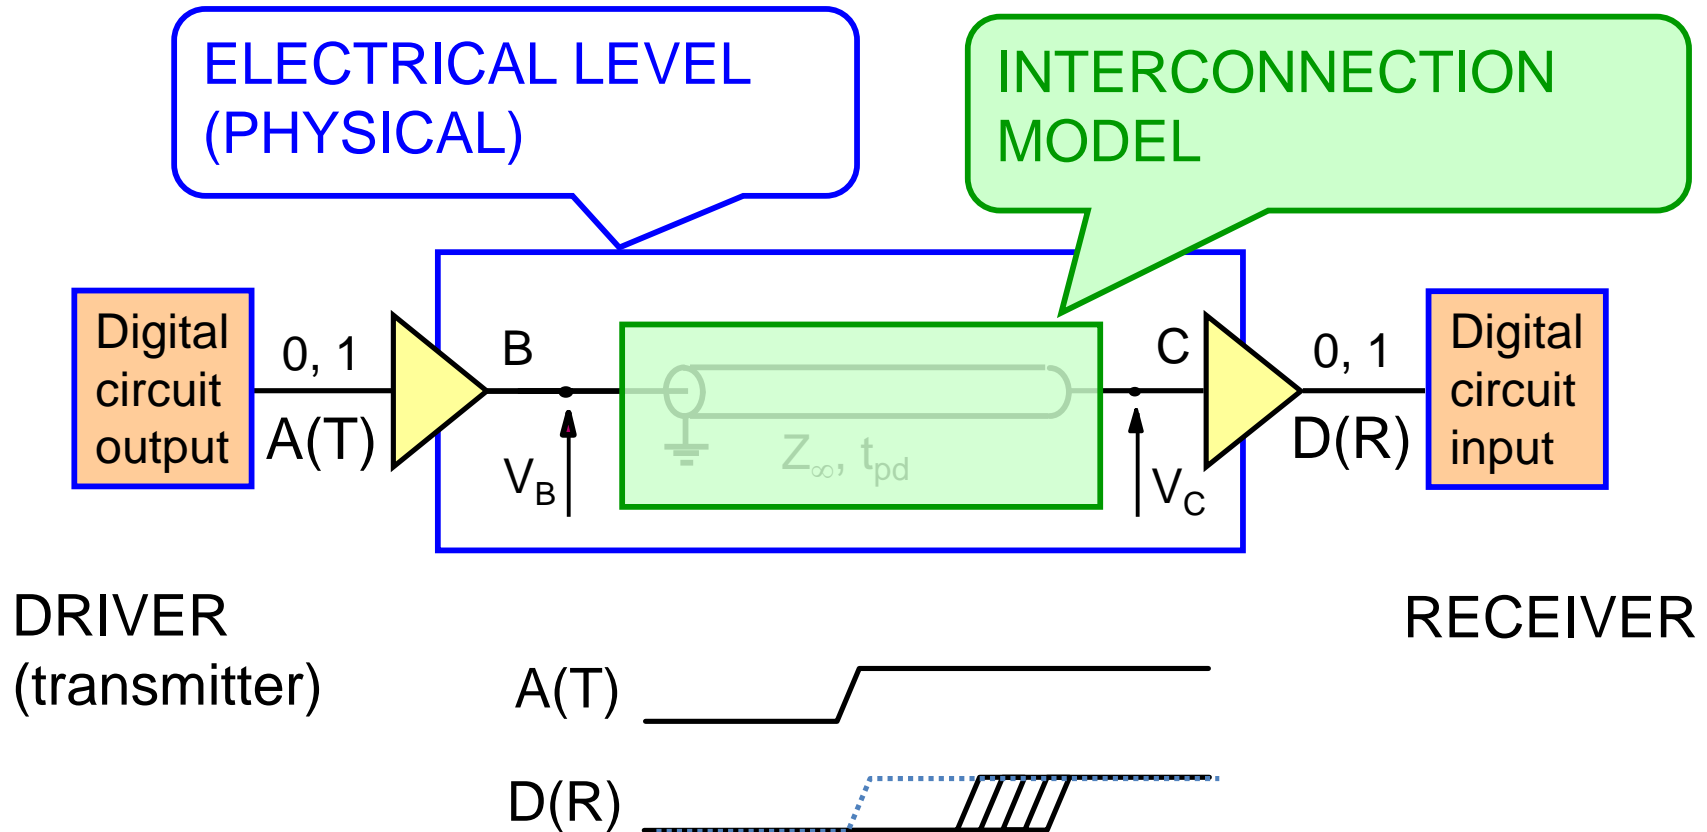 ELECTRICAL LEVEL
(PHYSICAL)
INTERCONNECTION
MODEL
Digital
circuit
output
0, 1
A(T)
B
V_B
Z_∞, t_pd
C
V_C
0, 1
D(R)
Digital
circuit
input
DRIVER
(transmitter)
RECEIVER
A(T)
D(R)